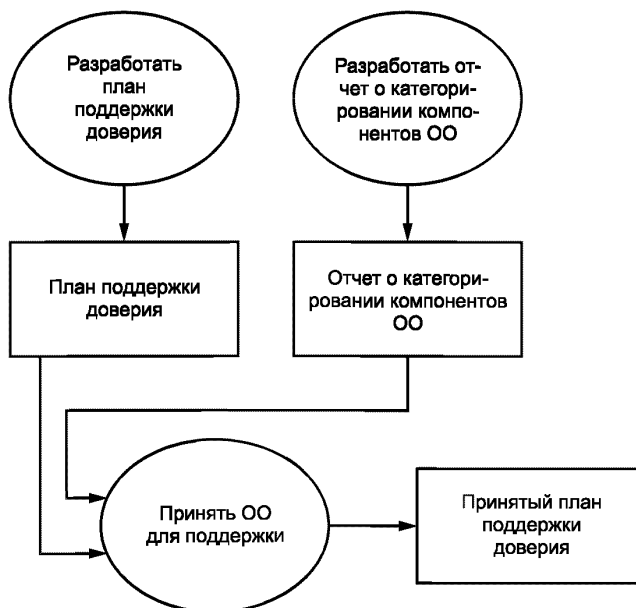 Разработать
план
поддержки
доверия
Разработать от-
чет о категори-
ровании компо-
нентов ОО
План поддержки
доверия
Отчет о категори-
ровании компонентов
ОО
Принять ОО
для поддержки
Принятый план
поддержки
доверия